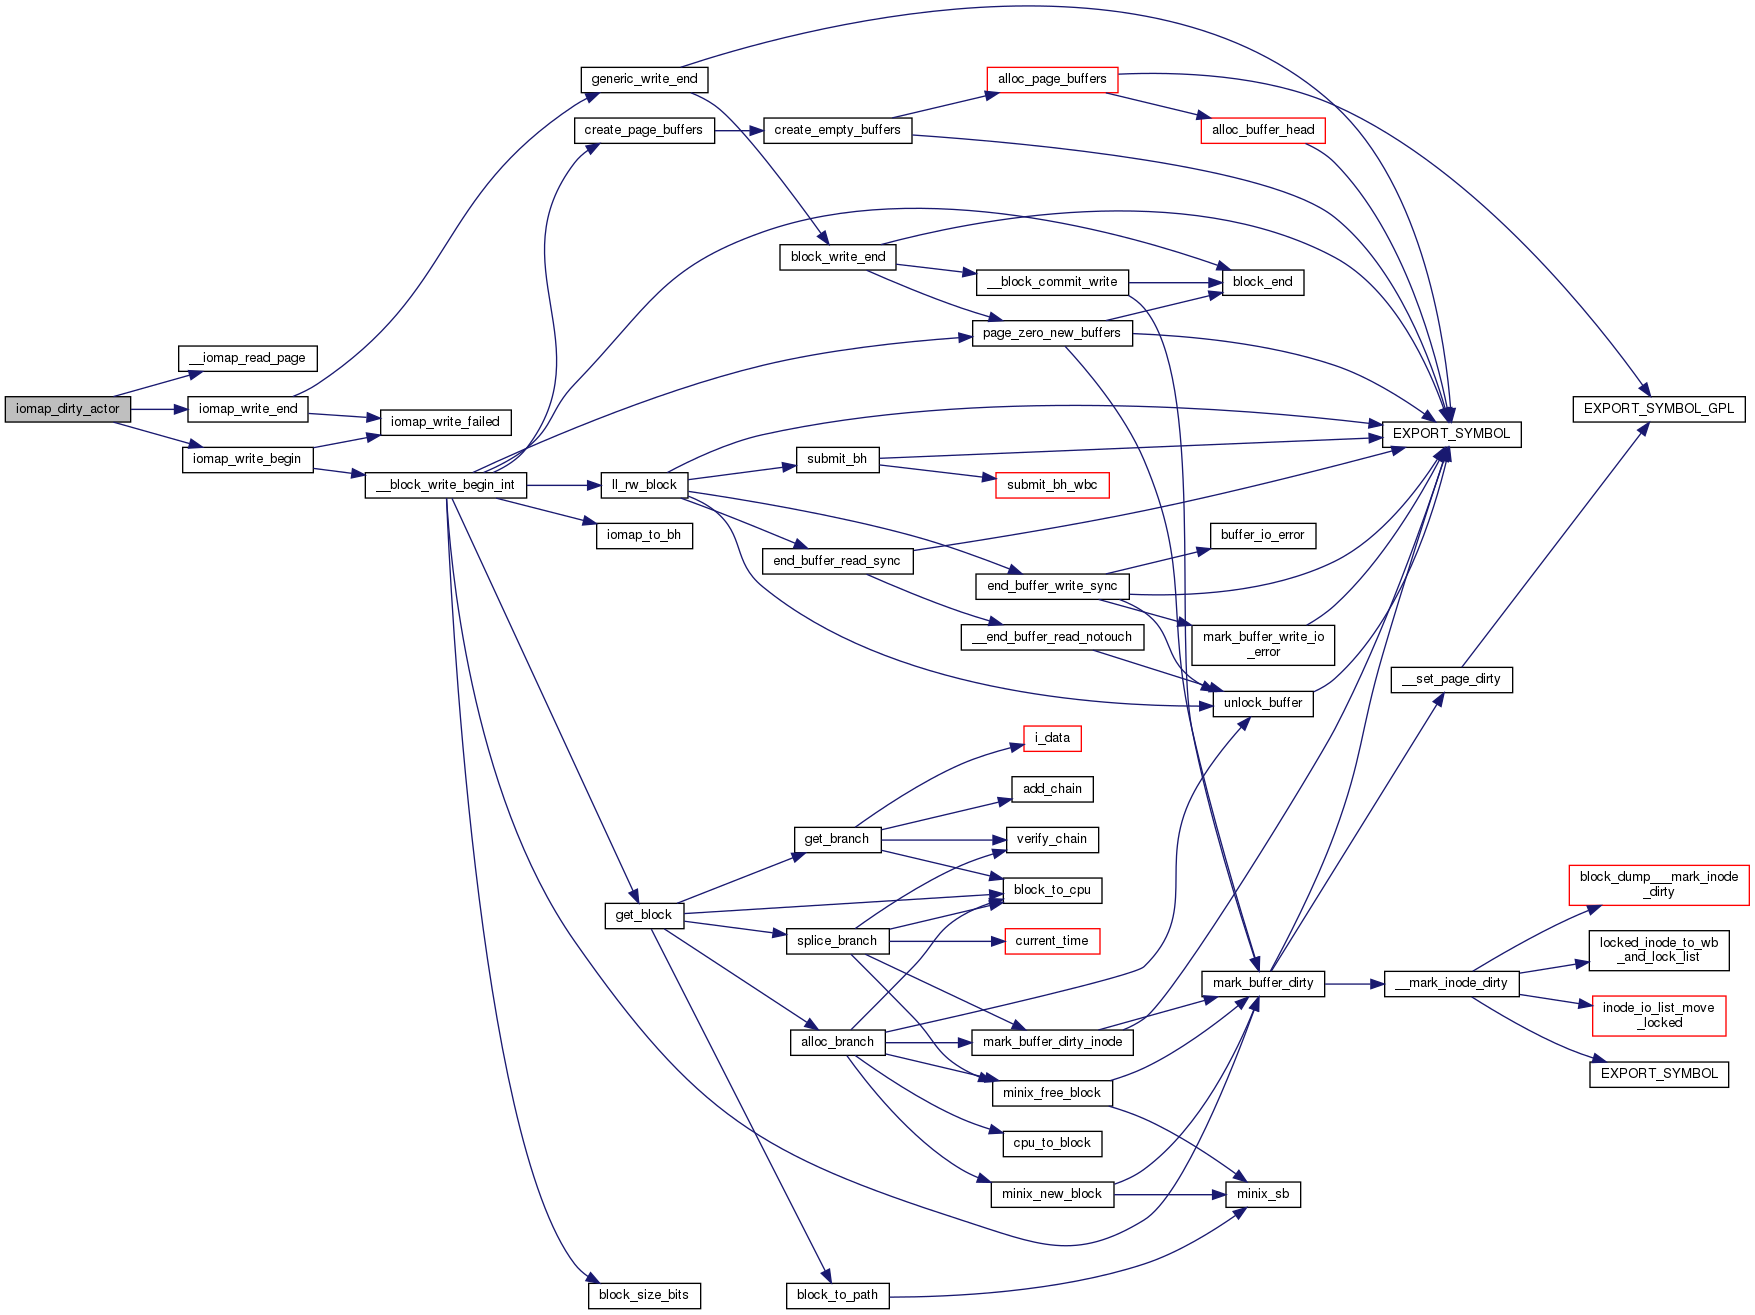 generic_write_end
alloc_page_buffers
create_page_buffers
create_empty_buffers
alloc_buffer_head
block_write_end
__block_commit_write
block_end
page_zero_new_buffers
__iomap_read_page
iomap_dirty_actor
iomap_write_end
iomap_write_failed
EXPORT_SYMBOL_GPL
EXPORT_SYMBOL
iomap_write_begin
submit_bh
__block_write_begin_int
ll_rw_block
submit_bh_wbc
iomap_to_bh
buffer_io_error
end_buffer_read_sync
end_buffer_write_sync
__end_buffer_read_notouch
mark_buffer_write_io
_error
__set_page_dirty
unlock_buffer
i_data
add_chain
get_branch
verify_chain
block_to_cpu
block_dump___mark_inode
_dirty
get_block
splice_branch
current_time
locked_inode_to_wb
_and_lock_list
mark_buffer_dirty
__mark_inode_dirty
inode_io_list_move
_locked
alloc_branch
mark_buffer_dirty_inode
EXPORT_SYMBOL
minix_free_block
cpu_to_block
minix_new_block
minix_sb
block_size_bits
block_to_path